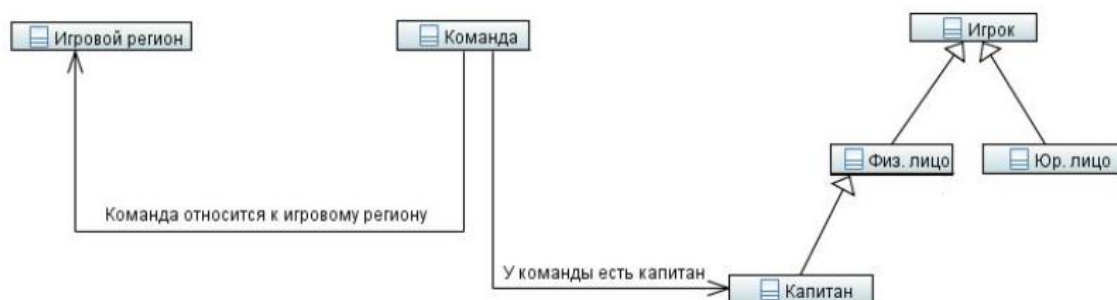 Игровой регион
Команда
Игрок
Физ. лицо
Юр. лицо
Команда относится к игровому региону
У команды есть капитан
Капитан